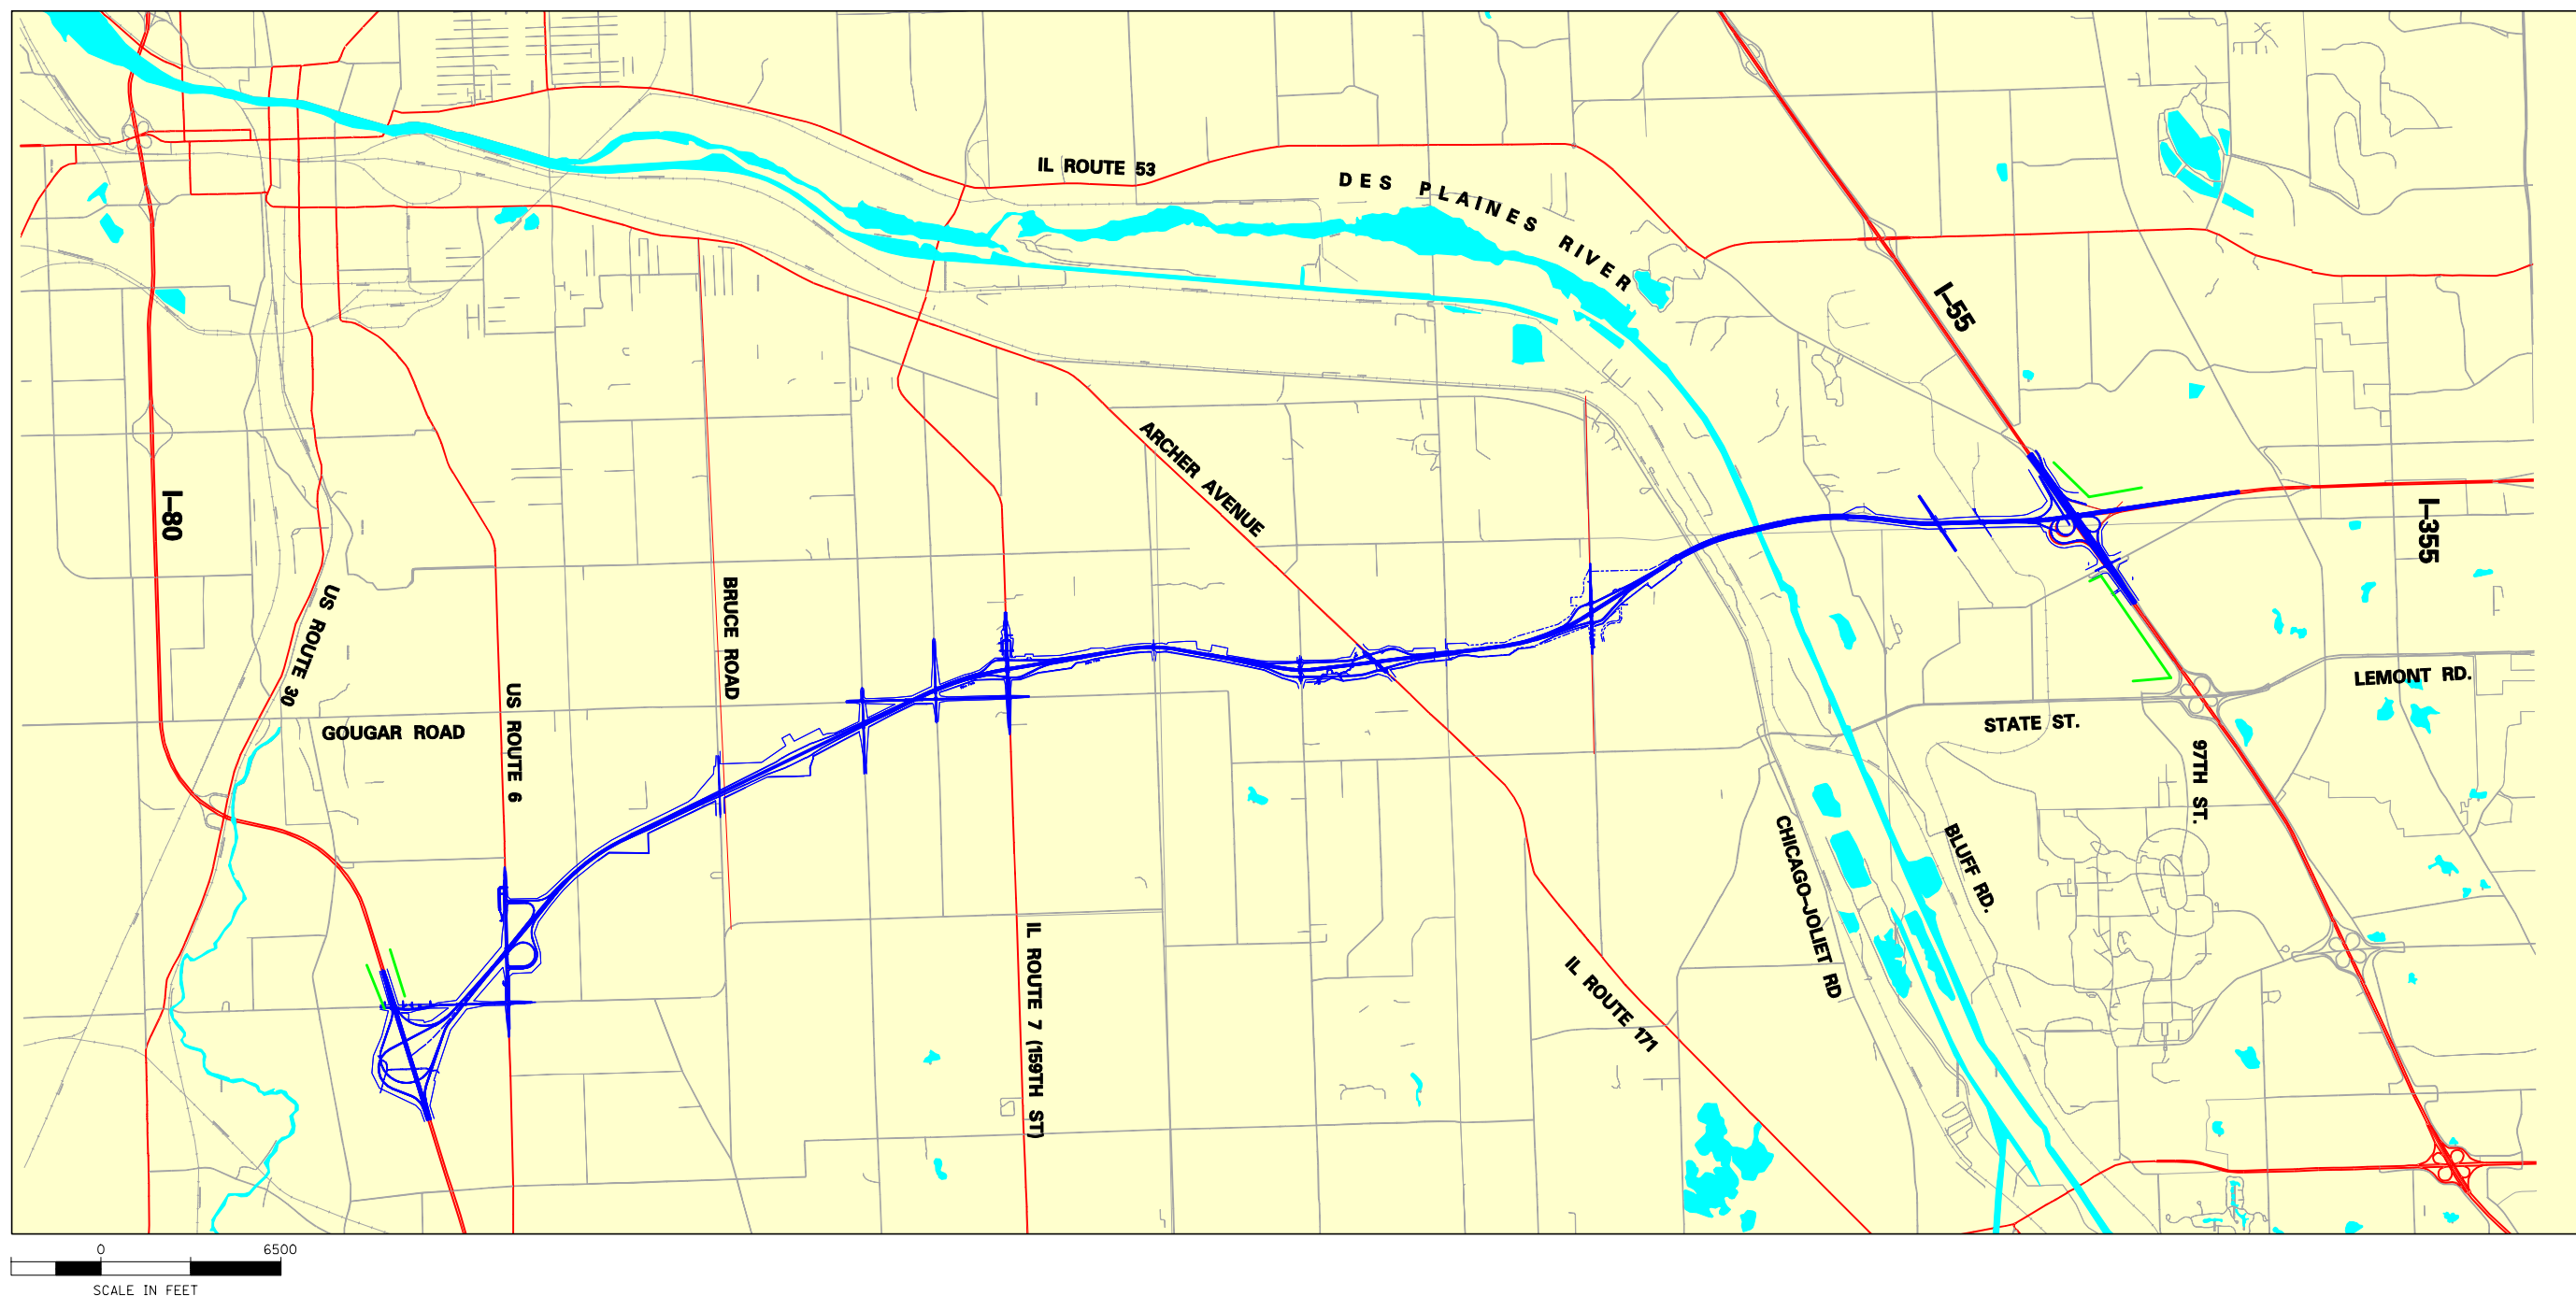 IL ROUTE 53
DES PLAINES RIVER
I-55
ARCHER AVENUE
I-80
I-355
US ROUTE 30
BRUCE ROAD
LEMONT RD.
US ROUTE 6
GOUGAR ROAD
STATE ST.
97TH ST.
CHICAGO-JOLIET RD
BLUFF RD.
IL ROUTE 7 (159TH ST)
IL ROUTE 171
0 6500
SCALE IN FEET